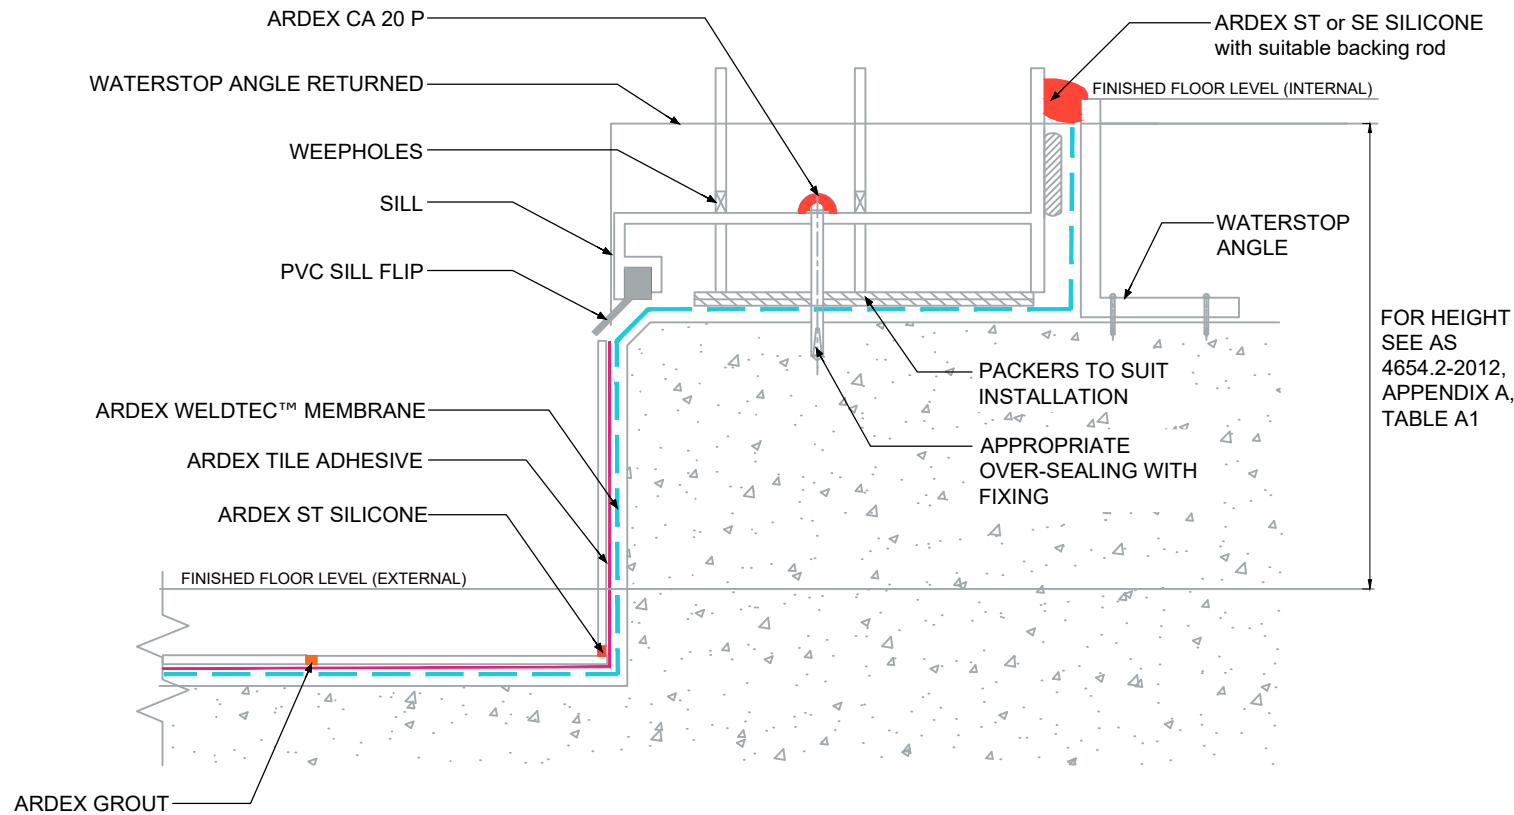 ARDEX CA 20 P
WATERSTOP ANGLE RETURNED
WEEPHOLES
SILL
PVC SILL FLIP
ARDEX WELDTEC™ MEMBRANE
ARDEX TILE ADHESIVE
ARDEX ST SILICONE
FINISHED FLOOR LEVEL (EXTERNAL)
ARDEX GROUT
ARDEX ST or SE SILICONE
with suitable backing rod
FINISHED FLOOR LEVEL (INTERNAL)
WATERSTOP
ANGLE
PACKERS TO SUIT
INSTALLATION
APPROPRIATE
OVER-SEALING WITH
FIXING
FOR HEIGHT
SEE AS
4654.2-2012,
APPENDIX A,
TABLE A1